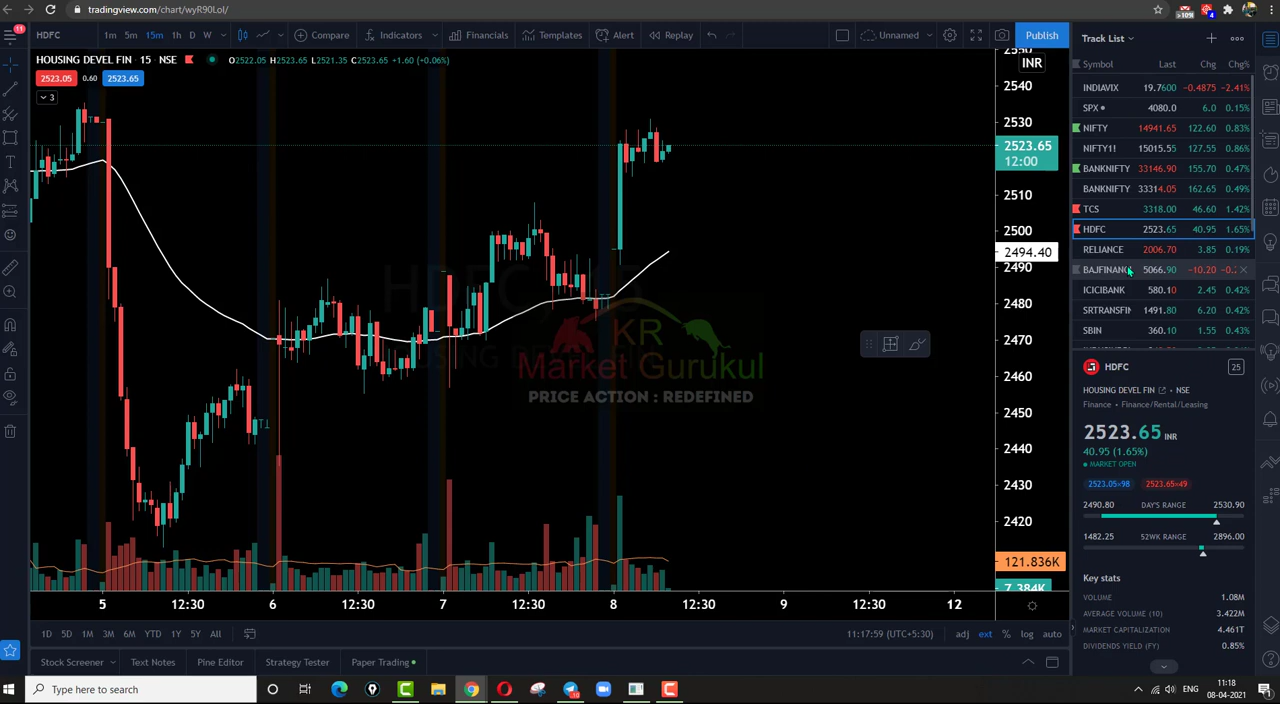 tradingview.com/chart/wyR90LoI/
HDFC 1m 5m 15m 1h D W Compare Indicators Financials Templates Alert Replay Unnamed Publish
11
HOUSING DEVEL FIN · 15 · NSE O2522.05 H2523.65 L2521.35 C2523.65 +1.60 (+0.06%)
2523.05 0.60 2523.65
3
INR
2550
2540
2530
2523.65
12:00
2510
2500
2494.40
2490
2480
2470
2460
2450
2440
2430
2420
121.836K
7.384K
KR
Market Gurukul
PRICE ACTION : REDEFINED
5 12:30 6 12:30 7 12:30 8 12:30 9 12:30 12
1D 5D 1M 3M 6M YTD 1Y 5Y All 11:17:59 (UTC+5:30) adj ext % log auto
Stock Screener Text Notes Pine Editor Strategy Tester Paper Trading
Track List
Symbol Last Chg Chg%
INDIAVIX 19.7600 −0.4875 −2.41%
SPX 4080.0 6.0 0.15%
NIFTY 14941.65 122.60 0.83%
NIFTY1! 15015.55 127.55 0.86%
BANKNIFTY 33146.90 155.70 0.47%
BANKNIFTY 33314.05 162.65 0.49%
TCS 3318.00 46.60 1.42%
HDFC 2523.65 40.95 1.65%
RELIANCE 2006.70 3.85 0.19%
BAJFINANC 5066.90 −10.20 −0.2
ICICIBANK 580.10 2.45 0.42%
SRTRANSFIN 1491.80 6.20 0.42%
SBIN 360.10 1.55 0.43%
HDFC 25
HOUSING DEVEL FIN • NSE
Finance • Finance/Rental/Leasing
2523.65 INR
40.95 (1.65%)
MARKET OPEN
2523.05×98 2523.65×49
2490.80 DAY'S RANGE 2530.90
1482.25 52WK RANGE 2896.00
Key stats
VOLUME 1.08M
AVERAGE VOLUME (10) 3.422M
MARKET CAPITALIZATION 4.461T
DIVIDENDS YIELD (FY) 0.85%
Type here to search
ENG 11:18
08-04-2021